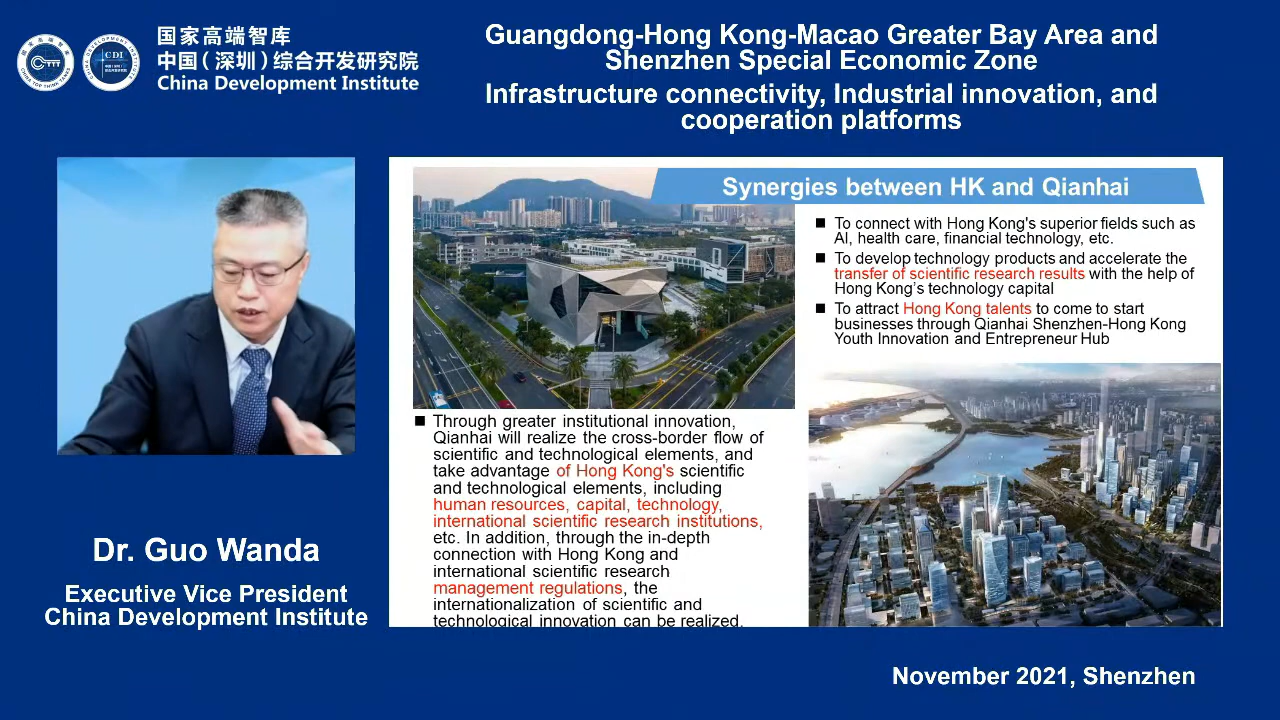 国家高端智库
中国（深圳）综合开发研究院
China Development Institute
CDI
Guangdong-Hong Kong-Macao Greater Bay Area and
Shenzhen Special Economic Zone
Infrastructure connectivity, Industrial innovation, and
cooperation platforms
Synergies between HK and Qianhai
■ To connect with Hong Kong's superior fields such as
AI, health care, financial technology, etc.
■ To develop technology products and accelerate the
transfer of scientific research results with the help of
Hong Kong's technology capital
■ To attract Hong Kong talents to come to start
businesses through Qianhai Shenzhen-Hong Kong
Youth Innovation and Entrepreneur Hub
■ Through greater institutional innovation,
Qianhai will realize the cross-border flow of
scientific and technological elements, and
take advantage of Hong Kong's scientific
and technological elements, including
human resources, capital, technology,
international scientific research institutions,
etc. In addition, through the in-depth
connection with Hong Kong and
international scientific research
management regulations, the
internationalization of scientific and
technological innovation can be realized.
Dr. Guo Wanda
Executive Vice President
China Development Institute
November 2021, Shenzhen